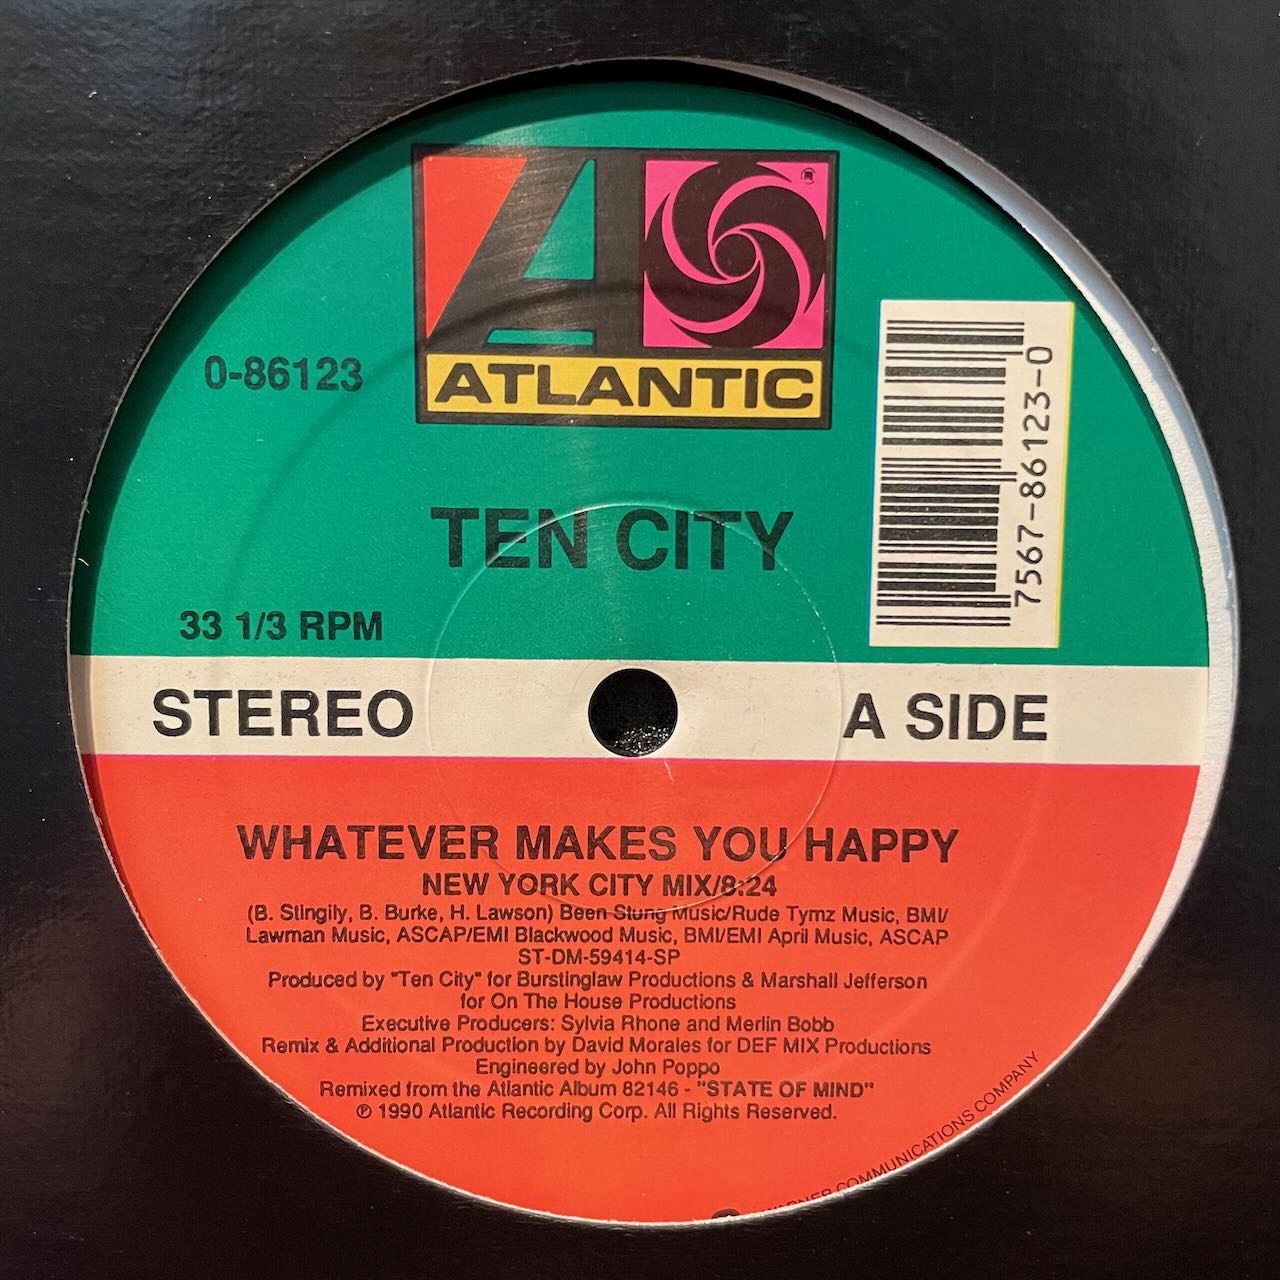 ATLANTIC
0-86123
7567-86123-0
TEN CITY
33 1/3 RPM
STEREO
A SIDE
WHATEVER MAKES YOU HAPPY
NEW YORK CITY MIX/8:24
(B. Stingily, B. Burke, H. Lawson) Been Stung Music/Rude Tymz Music, BMI/
Lawman Music, ASCAP/EMI Blackwood Music, BMI/EMI April Music, ASCAP
ST-DM-59414-SP
Produced by "Ten City" for Burstinglaw Productions & Marshall Jefferson
for On The House Productions
Executive Producers: Sylvia Rhone and Merlin Bobb
Remix & Additional Production by David Morales for DEF MIX Productions
Engineered by John Poppo
Remixed from the Atlantic Album 82146 - "STATE OF MIND"
℗ 1990 Atlantic Recording Corp. All Rights Reserved.
WARNER COMMUNICATIONS COMPANY